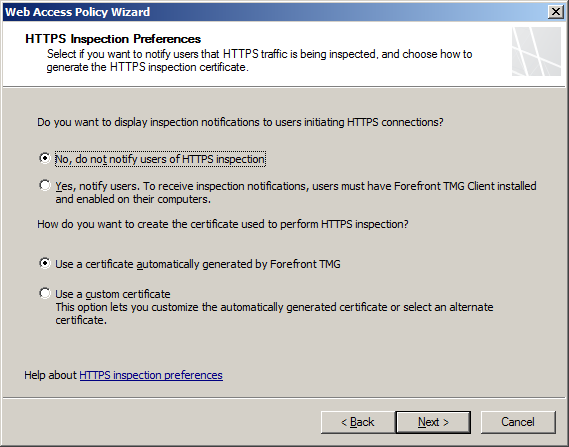 Web Access Policy Wizard
HTTPS Inspection Preferences
Select if you want to notify users that HTTPS traffic is being inspected, and choose how to
generate the HTTPS inspection certificate.
Do you want to display inspection notifications to users initiating HTTPS connections?
No, do not notify users of HTTPS inspection
Yes, notify users. To receive inspection notifications, users must have Forefront TMG Client installed
and enabled on their computers.
How do you want to create the certificate used to perform HTTPS inspection?
Use a certificate automatically generated by Forefront TMG
Use a custom certificate
This option lets you customize the automatically generated certificate or select an alternate
certificate.
Help about HTTPS inspection preferences
< Back
Next >
Cancel